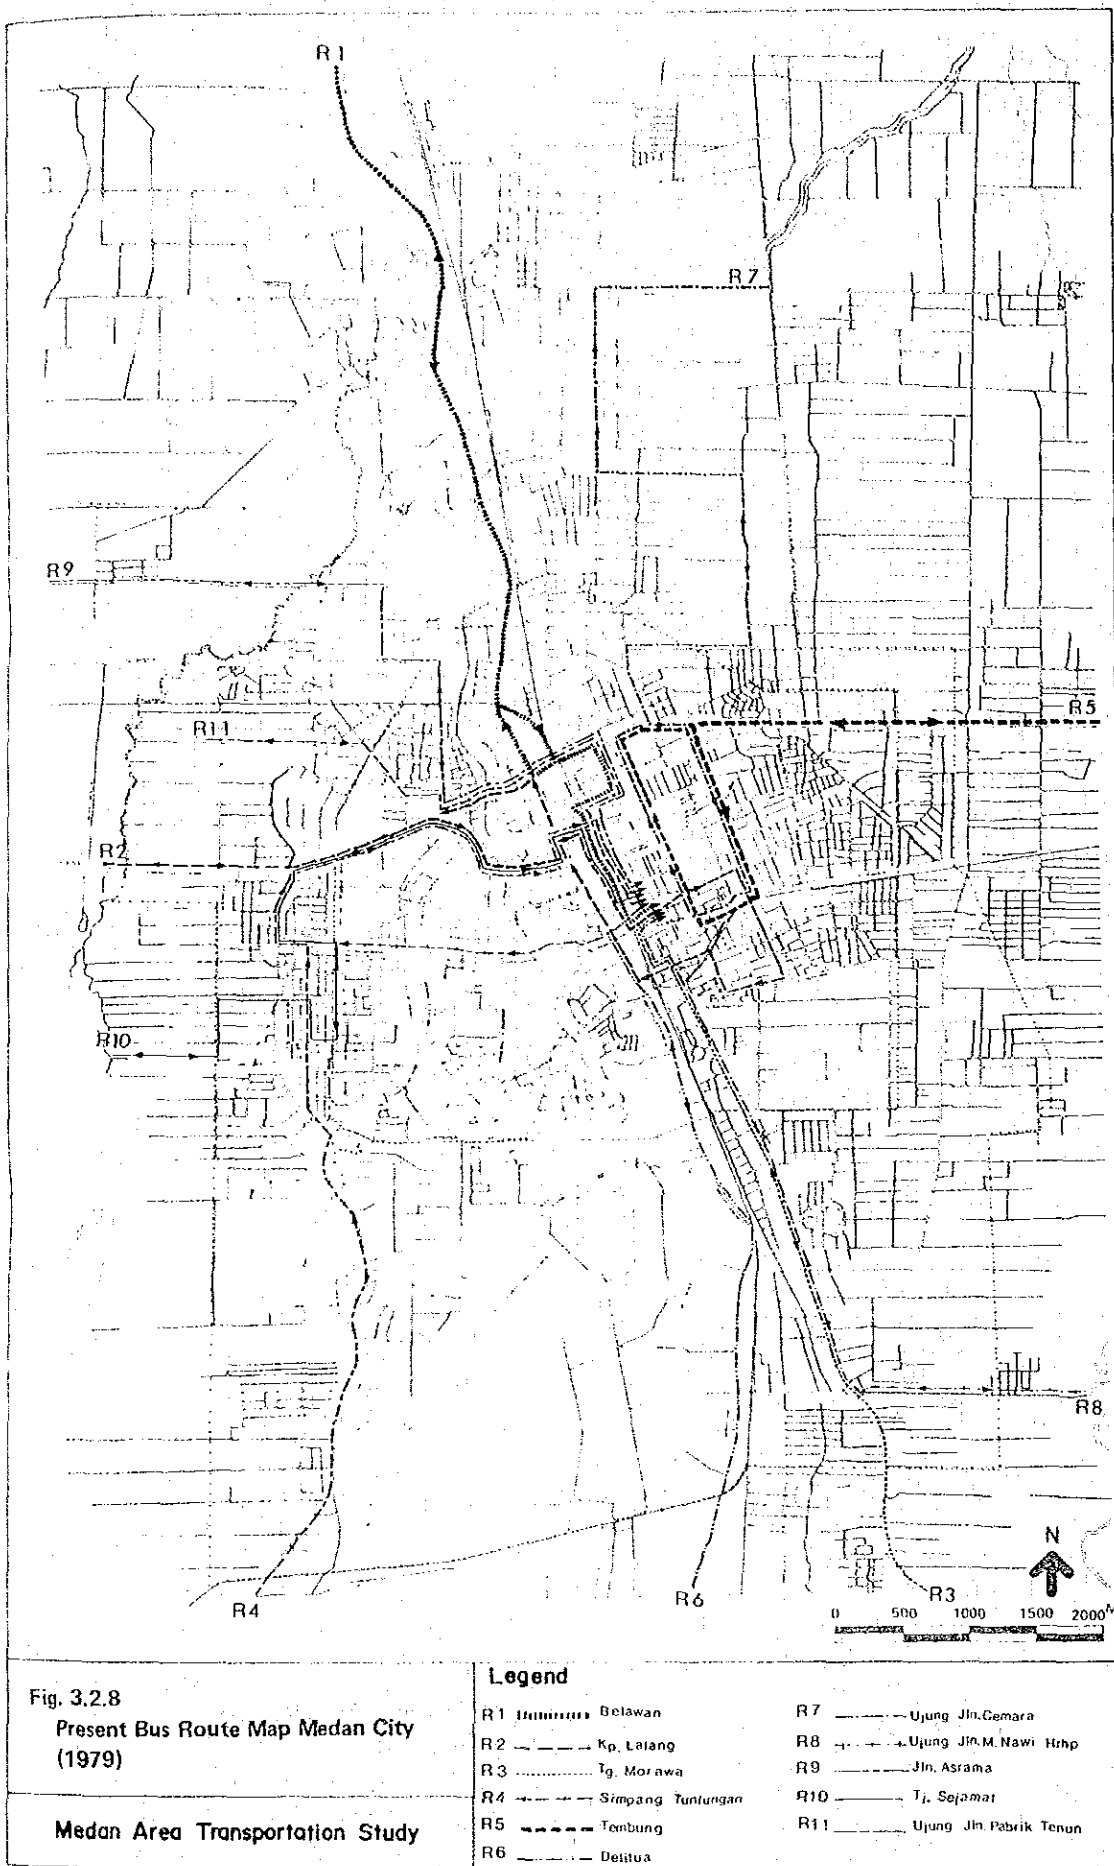 R1
R7
R9
R5
R11
R2
R10
R8
N
R4
R6
R3
0 500 1000 1500 2000M
Fig. 3.2.8
Present Bus Route Map Medan City
(1979)
Medan Area Transportation Study
Legend
R1 Belawan
R2 Kp. Lalang
R3 Tg. Morawa
R4 Simpang Tuntungan
R5 Tembung
R6 Delitua
R7 Ujung Jln. Cemara
R8 Ujung Jln. M. Nawi Hrhp
R9 Jln. Asrama
R10 Tj. Sejamat
R11 Ujung Jln. Pabrik Tenun